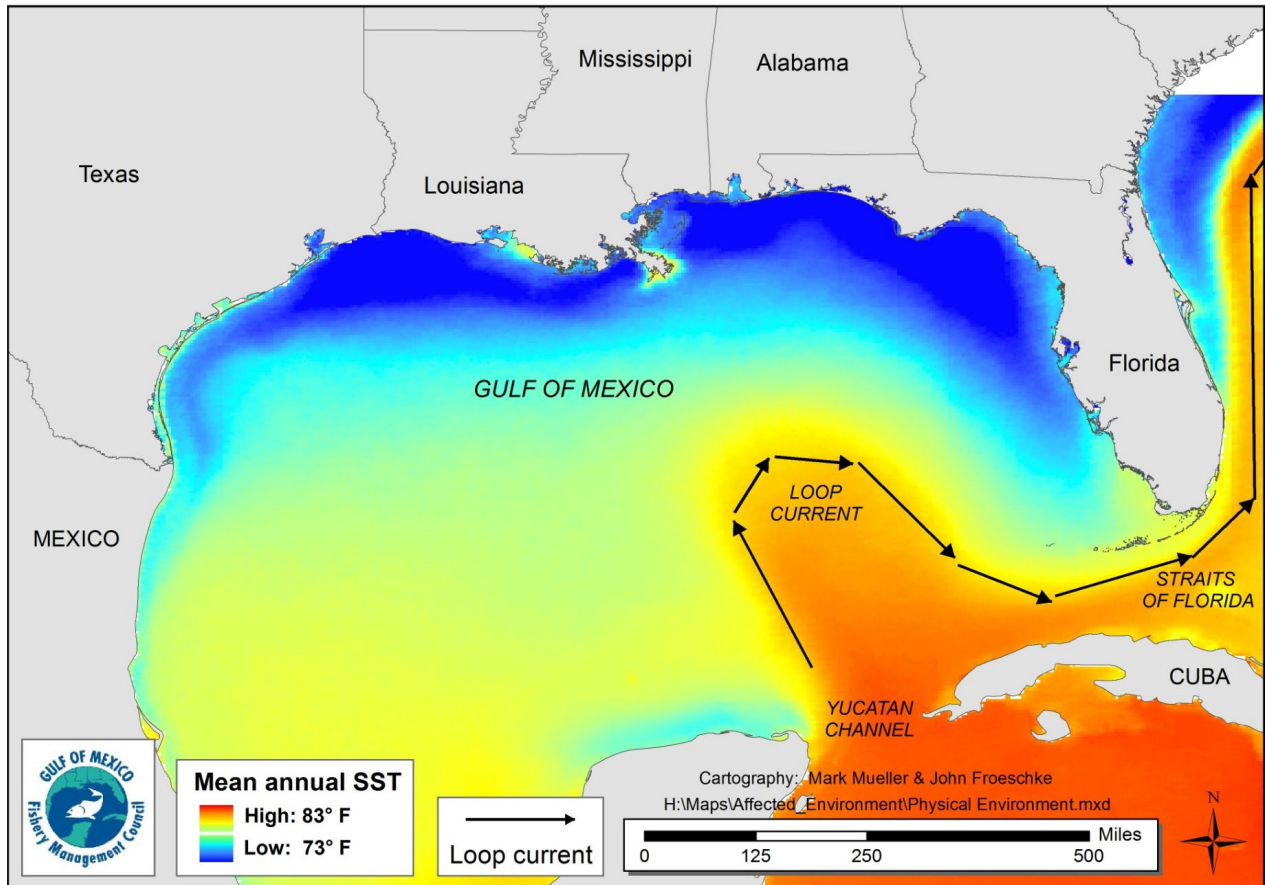 Mississippi
Alabama
Texas
Louisiana
GULF OF MEXICO
Florida
LOOP
CURRENT
MEXICO
STRAITS
OF FLORIDA
CUBA
YUCATAN
CHANNEL
GULF OF MEXICO
Fishery Management Council
Mean annual SST
High: 83° F
Low: 73° F
Loop current
Cartography: Mark Mueller & John Froeschke
H:\Maps\Affected_Environment\Physical Environment.mxd
Miles
0 125 250 500
N